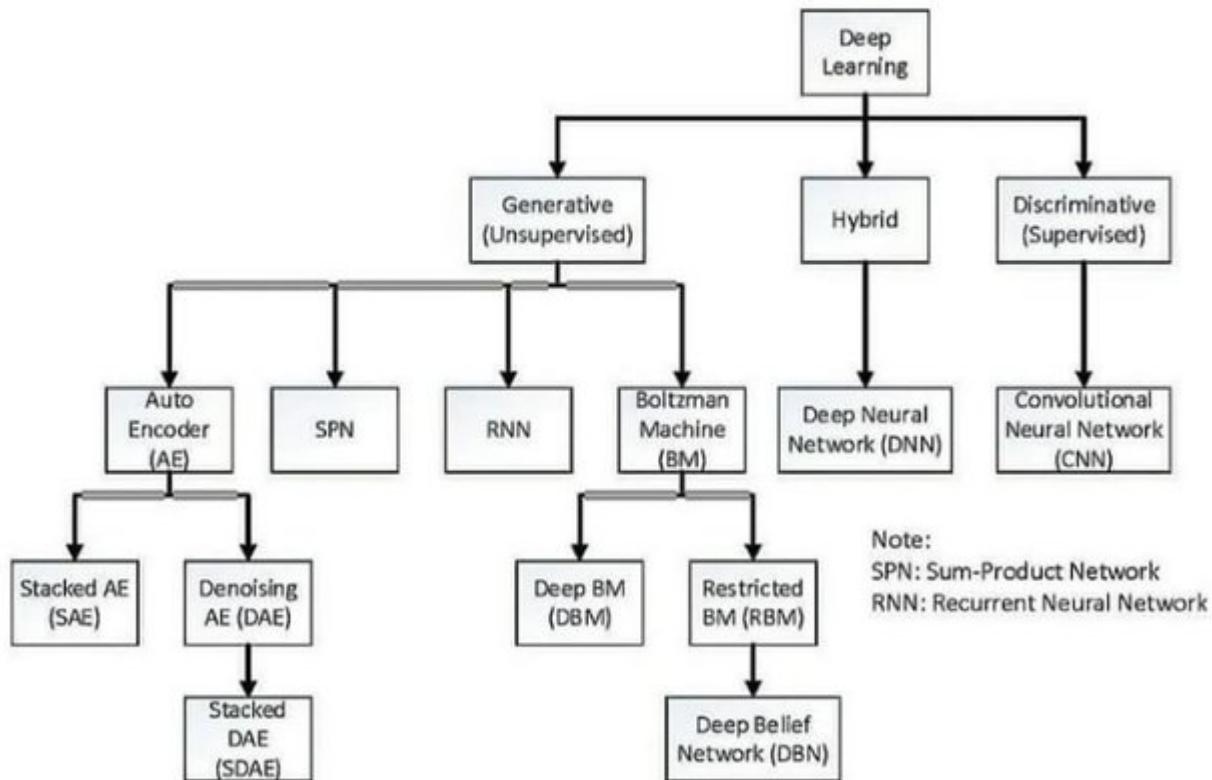 Deep
Learning
Generative
(Unsupervised)
Hybrid
Discriminative
(Supervised)
Auto
Encoder
(AE)
SPN
RNN
Boltzman
Machine
(BM)
Deep Neural
Network (DNN)
Convolutional
Neural Network
(CNN)
Stacked AE
(SAE)
Denoising
AE (DAE)
Deep BM
(DBM)
Restricted
BM (RBM)
Note:
SPN: Sum-Product Network
RNN: Recurrent Neural Network
Stacked
DAE
(SDAE)
Deep Belief
Network (DBN)